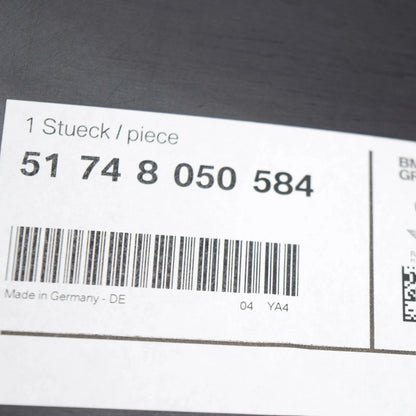 1 Stueck / piece
51 74 8 050 584
Made in Germany - DE
04 YA4